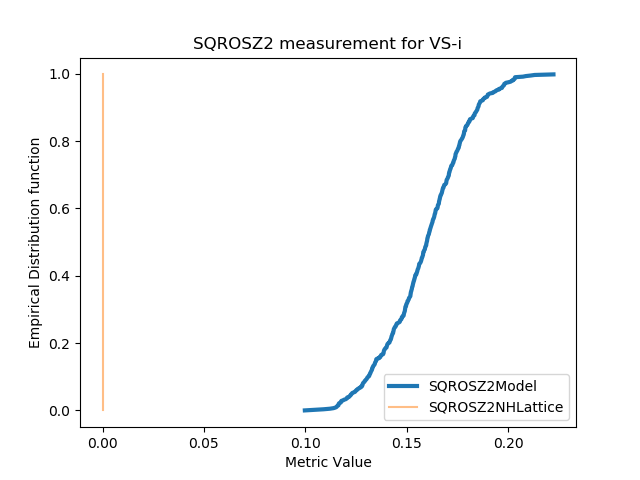 SQROSZ2 measurement for VS-i
Empirical Distribution function
1.0
0.8
0.6
0.4
0.2
0.0
SQROSZ2Model
SQROSZ2NHLattice
0.00
0.05
0.10
0.15
0.20
Metric Value